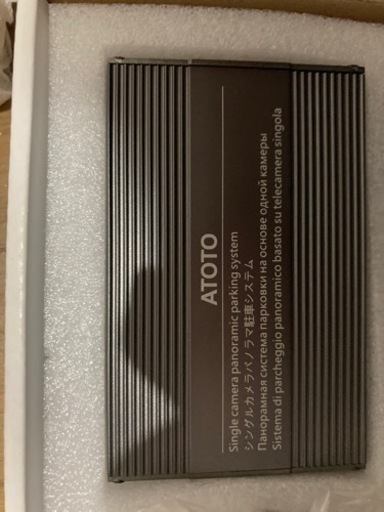 ATOTO
Single camera panoramic parking system
シングルカメラパノラマ駐車システム
Панорамная система парковки на основе одной камеры
Sistema di parcheggio panoramico basato su telecamera singola